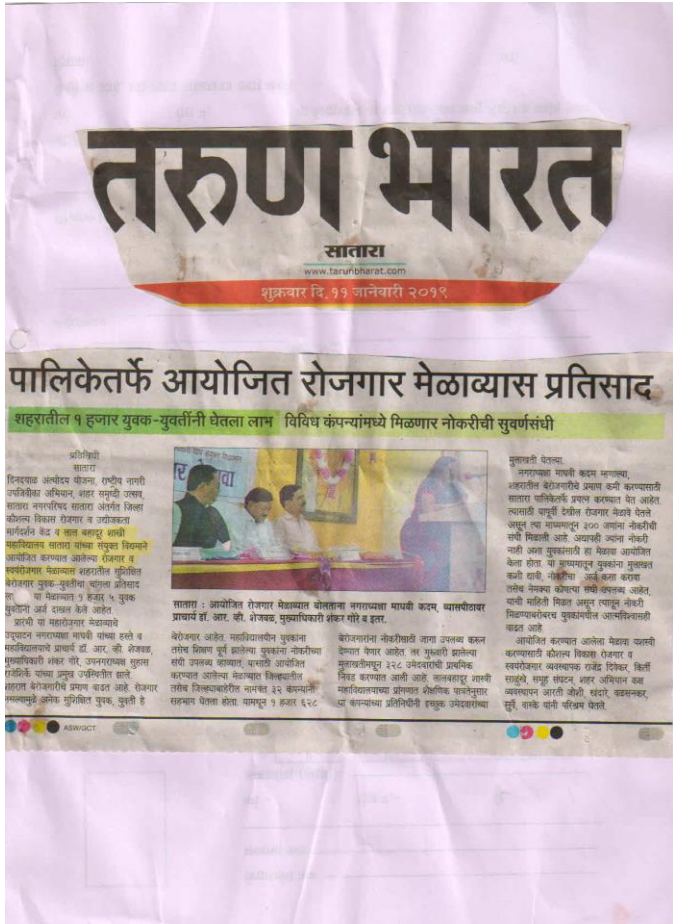 तरुण भारत
सातारा
www.tarunbharat.com
शुक्रवार दि. ११ जानेवारी २०१९
पालिकेतर्फे आयोजित रोजगार मेळाव्यास प्रतिसाद
शहरातील १ हजार युवक-युवतींनी घेतला लाभ विविध कंपन्यांमध्ये मिळणार नोकरीची सुवर्णसंधी
प्रतिनिधी
सातारा
दिनदयाळ अंत्योदय योजना, राष्ट्रीय नागरी
उपजिवीका अभियान, शहर समृध्दी उत्सव,
सातारा नगरपरिषद सातारा अंतर्गत जिल्हा
कौशल्य विकास रोजगार व उद्योजकता
मार्गदर्शन केंद्र व लाल बहादूर शास्त्री
महाविद्यालय सातारा यांच्या संयुक्त विद्यमाने
आयोजित करण्यात आलेल्या रोजगार व
स्वयंरोजगार मेळाव्यास शहरातील सुशिक्षित
बेरोजगार युवक-युवतींचा चांगला प्रतिसाद
या मेळाव्यात १ हजार ५ युवक
युवतींनी अर्ज दाखल केले आहेत.
प्रारंभी या महारोजगार मेळाव्याचे
उद्घाटन नगराध्यक्षा माधवी यांच्या हस्ते व
महाविद्यालयाचे प्राचार्य डॉ. आर. व्ही. शेजवळ,
मुख्याधिकारी शंकर गोरे, उपनगराध्यक्ष सुहास
राजेशिर्के यांच्या प्रमुख उपस्थितीत झाले.
शहरात बेरोजगारीचे प्रमाण वाढत आहे. रोजगार
नसल्यामुळे अनेक सुशिक्षित युवक, युवती हे
सातारा : आयोजित रोजगार मेळाव्यात बोलताना नगराध्यक्षा माधवी कदम, व्यासपीठावर
प्राचार्य डॉ. आर. व्ही. शेजवळ, मुख्याधिकारी शंकर गोरे व इतर.
बेरोजगार आहेत. महाविद्यालयीन युवकांना
तसेच शिक्षण पूर्ण झालेल्या युवकांना नोकरीच्या
संधी उपलब्ध व्हाव्यात, यासाठी आयोजित
करण्यात आलेल्या मेळाव्यात जिल्ह्यातील
तसेच जिल्ह्याबाहेरील नामवंत ३२ कंपन्यांनी
सहभाग घेतला होता. यामधून १ हजार ६२८
बेरोजगारांना नोकरीसाठी जागा उपलब्ध करून
देण्यात येणार आहेत. तर गुरूवारी झालेल्या
मुलाखतीमधून ३२८ उमेदवारांची प्राथमिक
निवड करण्यात आली आहे. लालबहादूर शास्त्री
महाविद्यालयाच्या प्रांगणात शैक्षणिक पात्रतेनुसार
या कंपन्यांच्या प्रतिनिधींनी इच्छुक उमेदवारांच्या
मुलाखती घेतल्या.
नगराध्यक्षा माधवी कदम म्हणाल्या,
शहरातील बेरोजगारीचे प्रमाण कमी करण्यासाठी
सातारा पालिकेतर्फे प्रयत्न करण्यात येत आहेत.
त्यासाठी यापूर्वी देखील रोजगार मेळावे घेतले
असून त्या माध्यमातून ३०० जणांना नोकरीची
संधी मिळाली आहे. अद्यापही ज्यांना नोकरी
नाही अशा युवकांसाठी हा मेळावा आयोजित
केला होता. या माध्यमातून युवकांना मुलाखत
कशी द्यावी, नोकरीचा अर्ज कसा करावा
तसेच नेमक्या कोणत्या संधी उपलब्ध आहेत,
याची माहिती मिळत असून त्यातून नोकरी
मिळण्याबरोबरच युवकांमधील आत्मविश्वासही
वाढत आहे.
आयोजित करण्यात आलेला मेळावा यशस्वी
करण्यासाठी कौशल्य विकास रोजगार व
स्वयंरोजगार व्यवस्थापक राजेंद्र दिवेकर, किर्ती
साळुंखे, समूह संघटन, शहर अभियान कक्ष
व्यवस्थापन आरती जोशी, खंदारे, वळसनकर,
सुर्वे, वास्के यांनी परिश्रम घेतले.
ASW/GCT